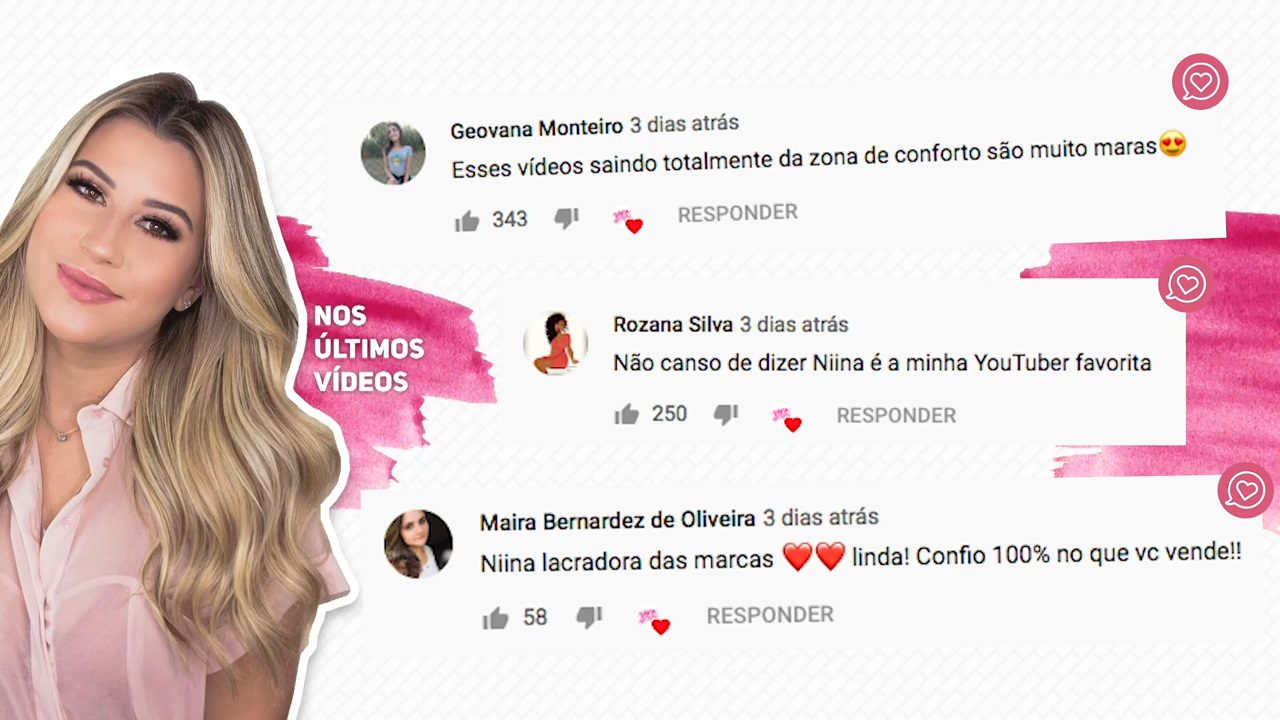 Geovana Monteiro 3 dias atrás
Esses vídeos saindo totalmente da zona de conforto são muito maras😍
343 RESPONDER
NOS
ÚLTIMOS
VÍDEOS
Rozana Silva 3 dias atrás
Não canso de dizer Niina é a minha YouTuber favorita
250 RESPONDER
Maira Bernardez de Oliveira 3 dias atrás
Niina lacradora das marcas ❤️❤️ linda! Confio 100% no que vc vende!!
58 RESPONDER